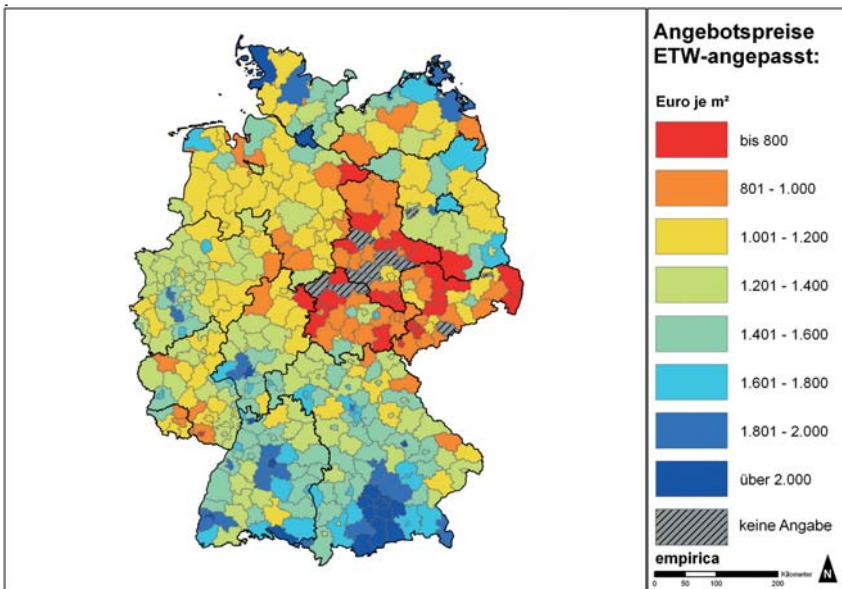 Angebotspreise
ETW-angepasst:
Euro je m²
bis 800
801 - 1.000
1.001 - 1.200
1.201 - 1.400
1.401 - 1.600
1.601 - 1.800
1.801 - 2.000
über 2.000
keine Angabe
empirica
Kilometer
0 50 100 200
N